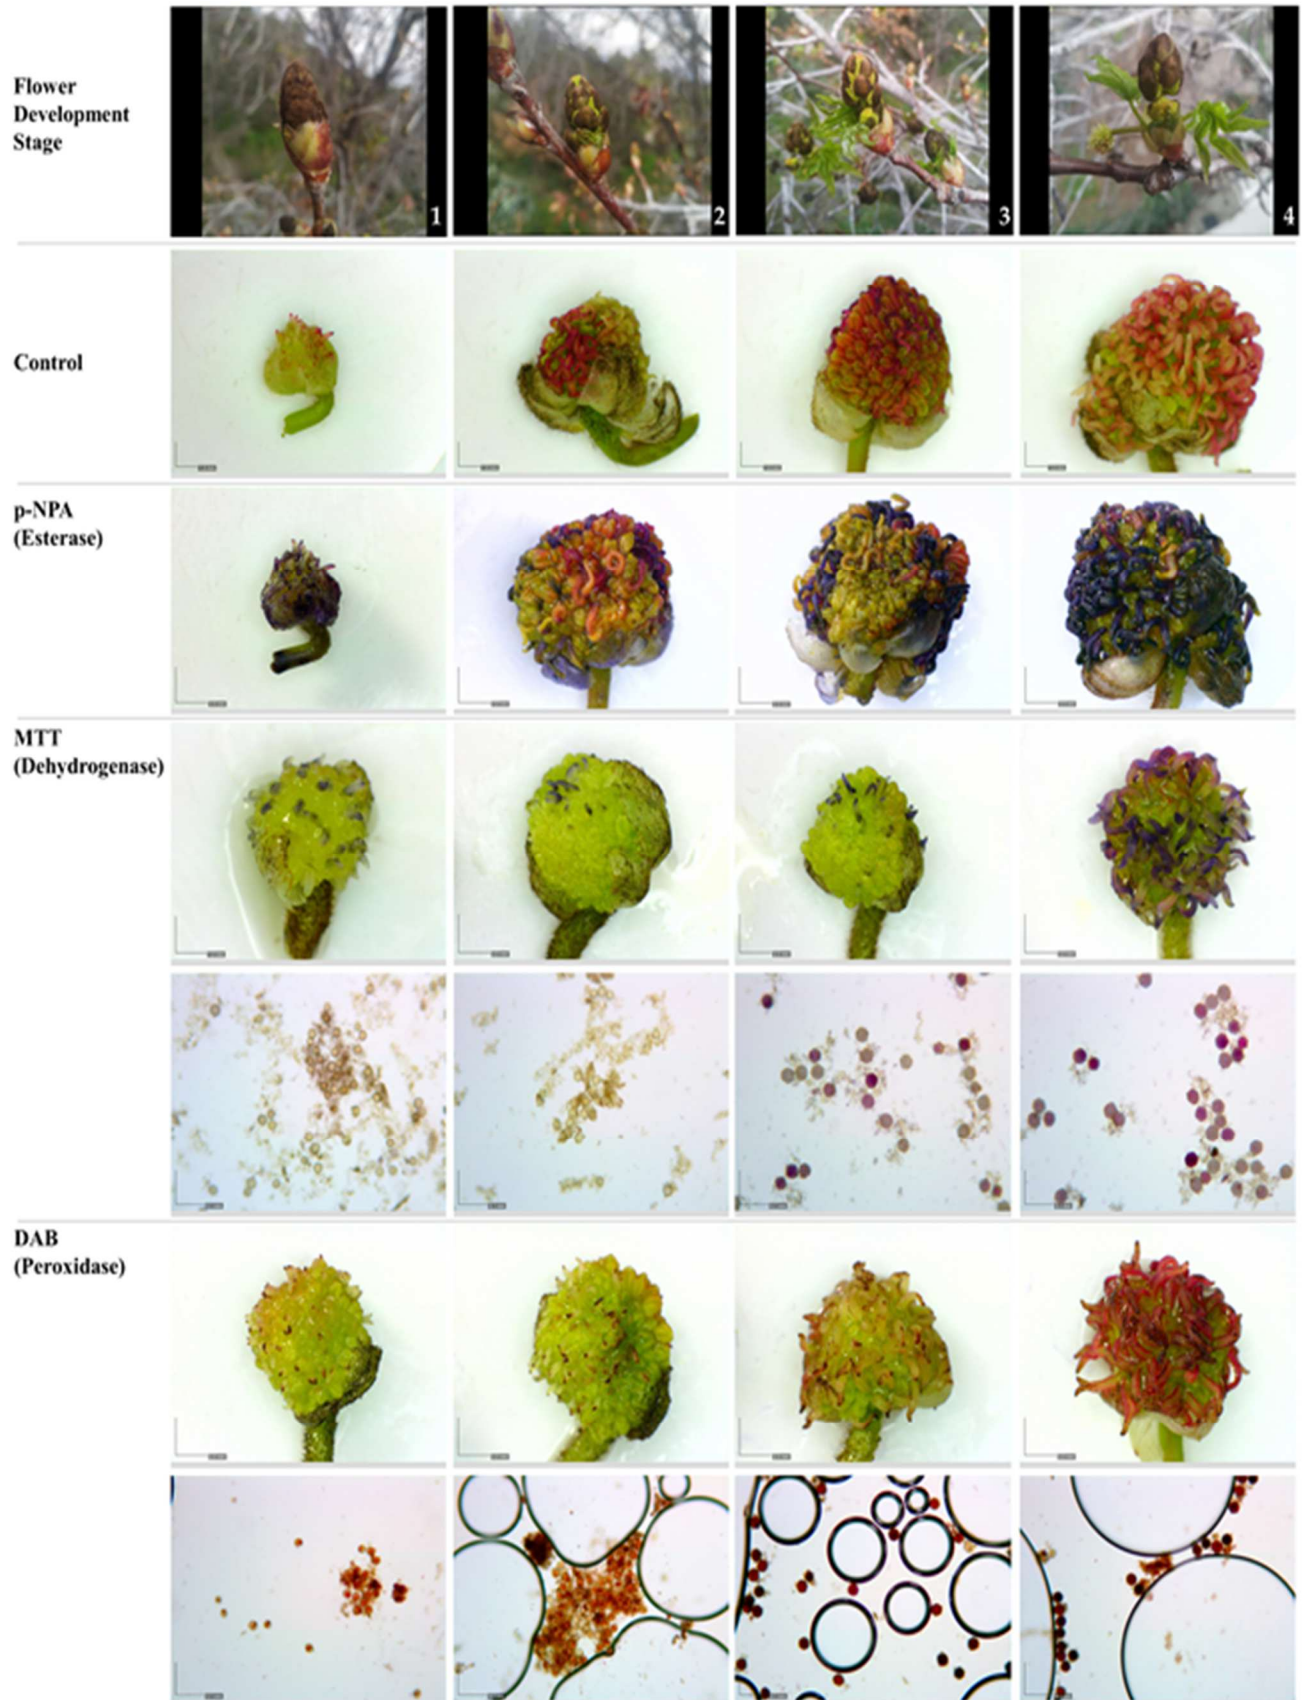 Flower
Development
Stage
1
2
3
4
Control
p-NPA
(Esterase)
MTT
(Dehydrogenase)
DAB
(Peroxidase)